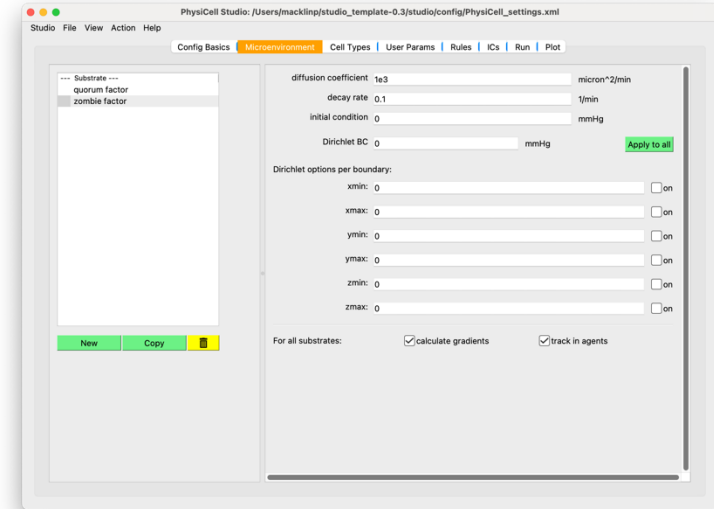 PhysiCell Studio: /Users/macklinp/studio_template-0.3/studio/config/PhysiCell_settings.xml
Studio File View Action Help
Config Basics Microenvironment Cell Types User Params Rules ICs Run Plot
--- Substrate ---
quorum factor
zombie factor
New Copy
diffusion coefficient 1e3 micron^2/min
decay rate 0.1 1/min
initial condition 0 mmHg
Dirichlet BC 0 mmHg Apply to all
Dirichlet options per boundary:
xmin: 0 on
xmax: 0 on
ymin: 0 on
ymax: 0 on
zmin: 0 on
zmax: 0 on
For all substrates: calculate gradients track in agents